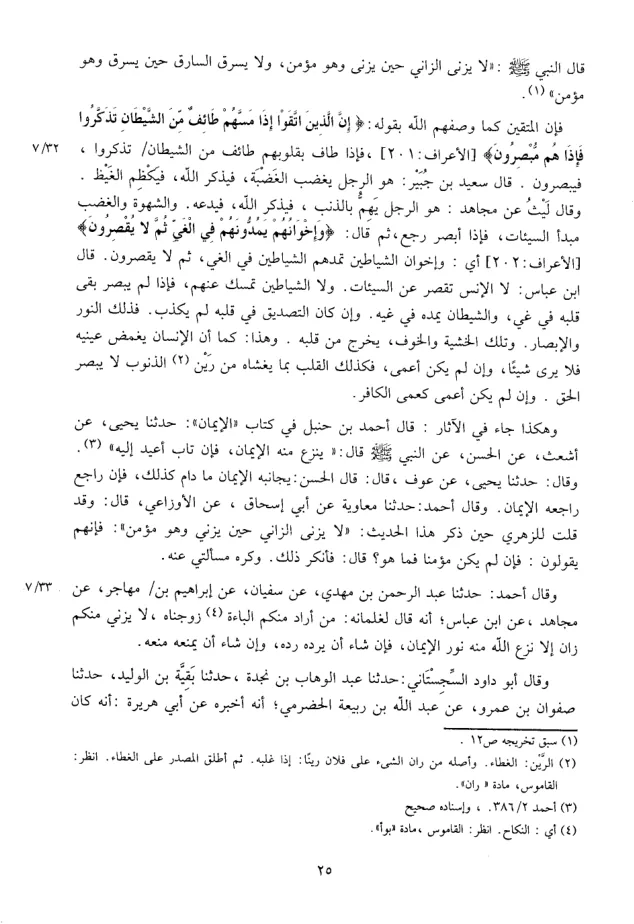 قال النبي ﷺ :«لا يزنى الزاني حين يزنى وهو مؤمن، ولا يسرق السارق حين يسرق وهو
مؤمن» (١).
فإن المتقين كما وصفهم الله بقوله:﴿ إِنَّ الَّذِينَ اتَّقَوْا إِذَا مَسَّهُمْ طَائِفٌ مِّنَ الشَّيْطَانِ تَذَكَّرُوا
فَإِذَا هُم مُّبْصِرُونَ﴾ [الأعراف:٢٠١] ،فإذا طاف بقلوبهم طائف من الشيطان/ تذكروا ،
٧/٣٢
فيبصرون . قال سعيد بن جُبَيْر: هو الرجل يغضب الغَضْبَة، فيذكر الله، فيَكْظِم الغَيْظ .
وقال لَيْثُ عن مجاهد : هو الرجل يَهِمُّ بالذنب ، فيذكر الله، فيدعه. والشهوة والغضب
مبدأ السيئات، فإذا أبصر رجع،ثم قال: ﴿وَإِخْوَانُهُمْ يَمُدُّونَهُمْ فِي الْغَيِّ ثُمَّ لا يُقْصِرُونَ﴾
[الأعراف:٢٠٢] أي : وإخوان الشياطين تمدهم الشياطين في الغي، ثم لا يقصرون. قال
ابن عباس: لا الإنس تقصر عن السيئات. ولا الشياطين تمسك عنهم، فإذا لم يبصر بقى
قلبه في غي، والشيطان يمده في غيه. وإن كان التصديق في قلبه لم يكذب. فذلك النور
والإبصار. وتلك الخشية والخوف، يخرج من قلبه . وهذا: كما أن الإنسان يغمض عينيه
فلا يرى شيئًا، وإن لم يكن أعمى، فكذلك القلب بما يغشاه من رَيْن (٢) الذنوب لا يبصر
الحق . وإن لم يكن أعمى كعمى الكافر.
وهكذا جاء في الآثار : قال أحمد بن حنبل في كتاب «الإيمان»: حدثنا يحيى، عن
أشعث، عن الحسن، عن النبي ﷺ قال:« ينزع منه الإيمان، فإن تاب أعيد إليه» (٣).
وقال: حدثنا يحيى، عن عوف ،قال: قال الحسن:يجانبه الإيمان ما دام كذلك، فإن راجع
راجعه الإيمان. وقال أحمد:حدثنا معاوية عن أبي إسحاق ، عن الأوزاعي، قال: وقد
قلت للزهري حين ذكر هذا الحديث: «لا يزنى الزاني حين يزني وهو مؤمن»: فإنهم
يقولون : فإن لم يكن مؤمنا فما هو؟ قال: فأنكر ذلك. وكره مسألتي عنه.
وقال أحمد: حدثنا عبد الرحمن بن مهدي، عن سفيان، عن إبراهيم بن/ مهاجر، عن
٧/٣٣
مجاهد ،عن ابن عباس؛ أنه قال لغلمانه: من أراد منكم الباءة (٤) زوجناه ،لا يزني منكم
زان إلا نزع الله منه نور الإيمان، فإن شاء أن يرده رده، وإن شاء أن يمنعه منعه.
وقال أبو داود السِّجِسْتَاني:حدثنا عبد الوهاب بن نجدة ،حدثنا بَقِيَّة بن الوليد، حدثنا
صفوان بن عمرو، عن عبد الله بن ربيعة الحضرمي؛ أنه أخبره عن أبي هريرة :أنه كان
(١) سبق تخريجه ص١٢ .
(٢) الرَّيْن: الغطاء. وأصله من ران الشىء على فلان رينًا: إذا غلبه. ثم أطلق المصدر على الغطاء. انظر:
القاموس، مادة « ران».
(٣) أحمد ٣٨٦/٢. ، وإسناده صحيح
(٤) أي : النكاح. انظر: القاموس ،مادة «بوأ».
٢٥